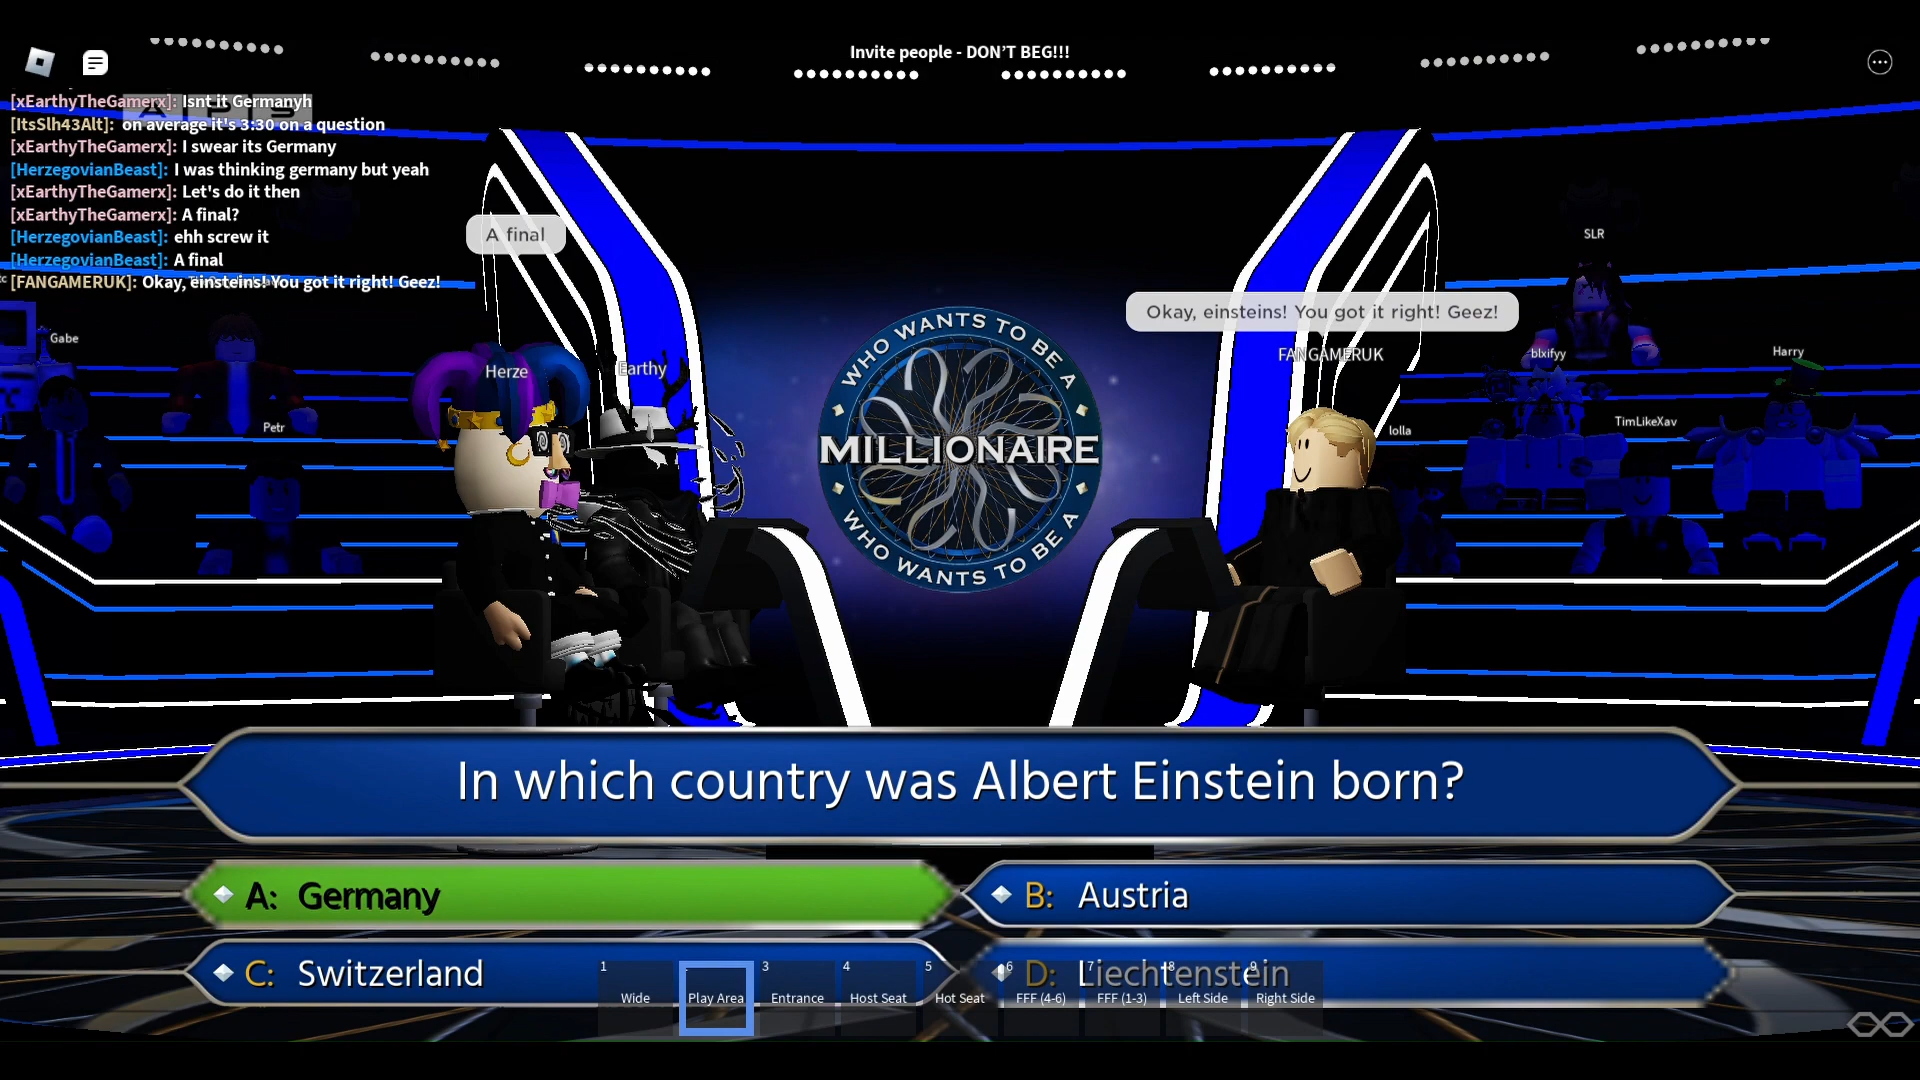 Invite people - DON'T BEG!!!
[xEarthyTheGamerx]: Isnt it Germanyh
[ItsSlh43Alt]: on average it's 3:30 on a question
[xEarthyTheGamerx]: I swear its Germany
[HerzegovianBeast]: I was thinking germany but yeah
[xEarthyTheGamerx]: Let's do it then
[xEarthyTheGamerx]: A final?
[HerzegovianBeast]: ehh screw it
[HerzegovianBeast]: A final
[FANGAMERUK]: Okay, einsteins! You got it right! Geez!
A final
SLR
Okay, einsteins! You got it right! Geez!
Gabe
Herze
Earthy
FANGAMERUK
blxifyy
Harry
Petr
lolla
TimLikeXav
WHO WANTS TO BE A
MILLIONAIRE
WHO WANTS TO BE A
In which country was Albert Einstein born?
A: Germany
B: Austria
C: Switzerland
D: Liechtenstein
1 3 4 5 6 7 8 9
Wide Play Area Entrance Host Seat Hot Seat FFF (4-6) FFF (1-3) Left Side Right Side